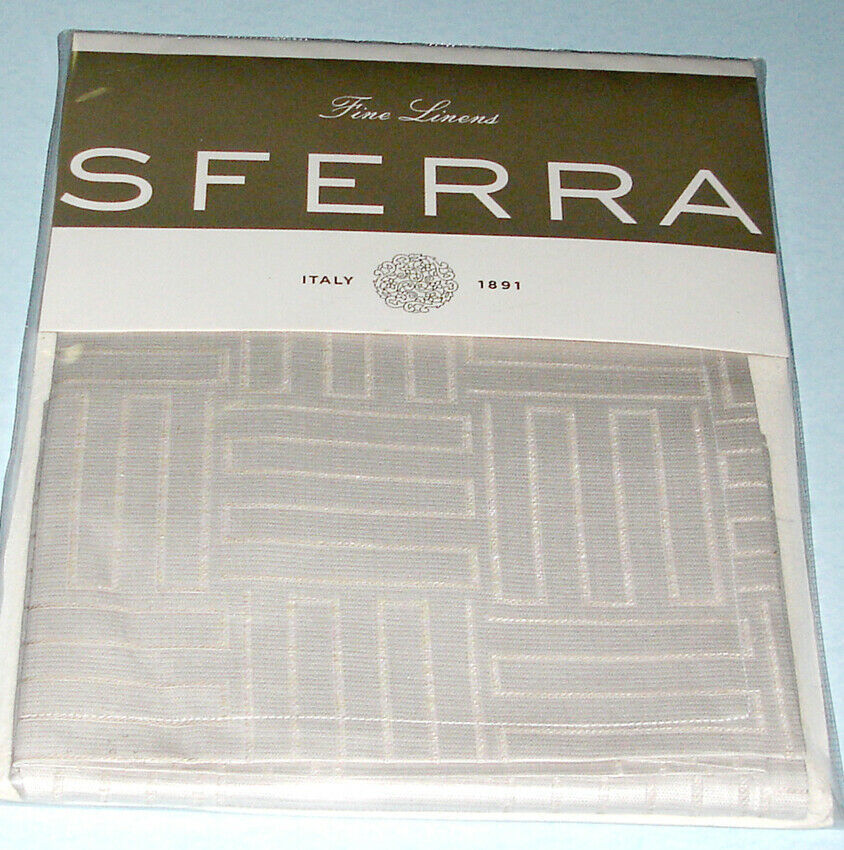 Fine Linens
SFERRA
ITALY 1891